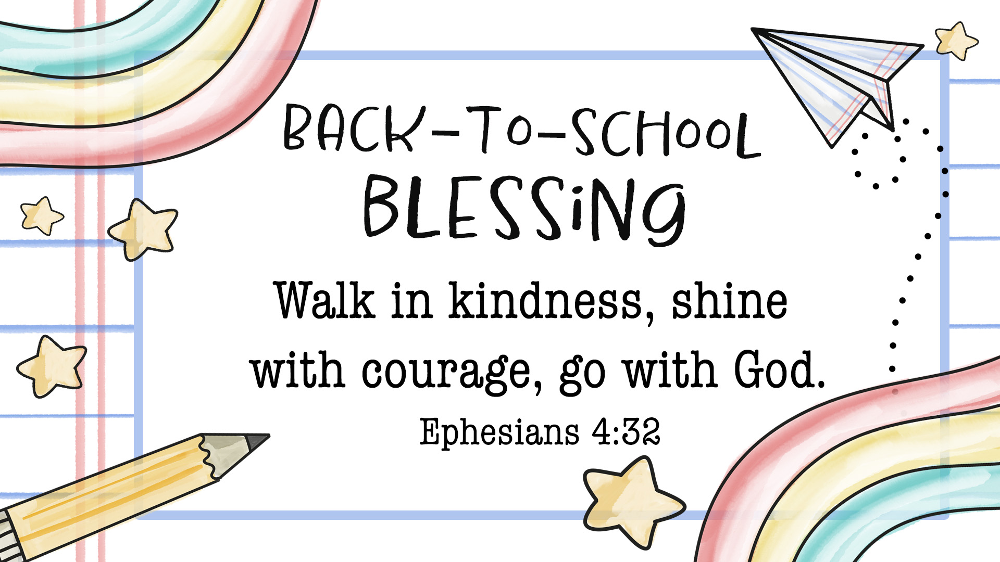 BACK-TO-SCHOOL
BLESSiNG
Walk in kindness, shine
with courage, go with God.
Ephesians 4:32